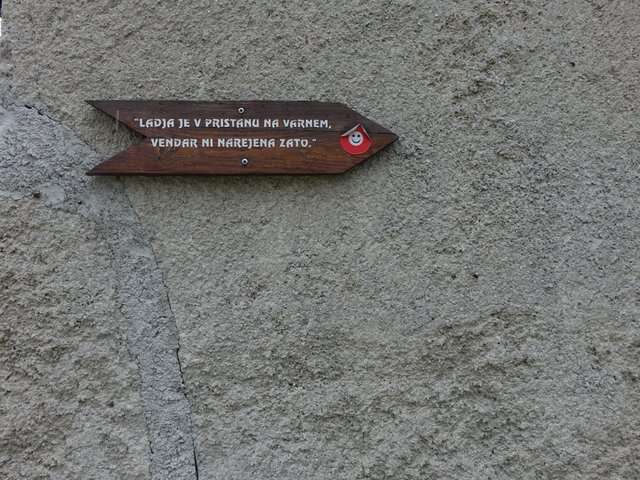 "LADJA JE V PRISTANU NA VARNEM,
VENDAR NI NAREJENA ZATO."